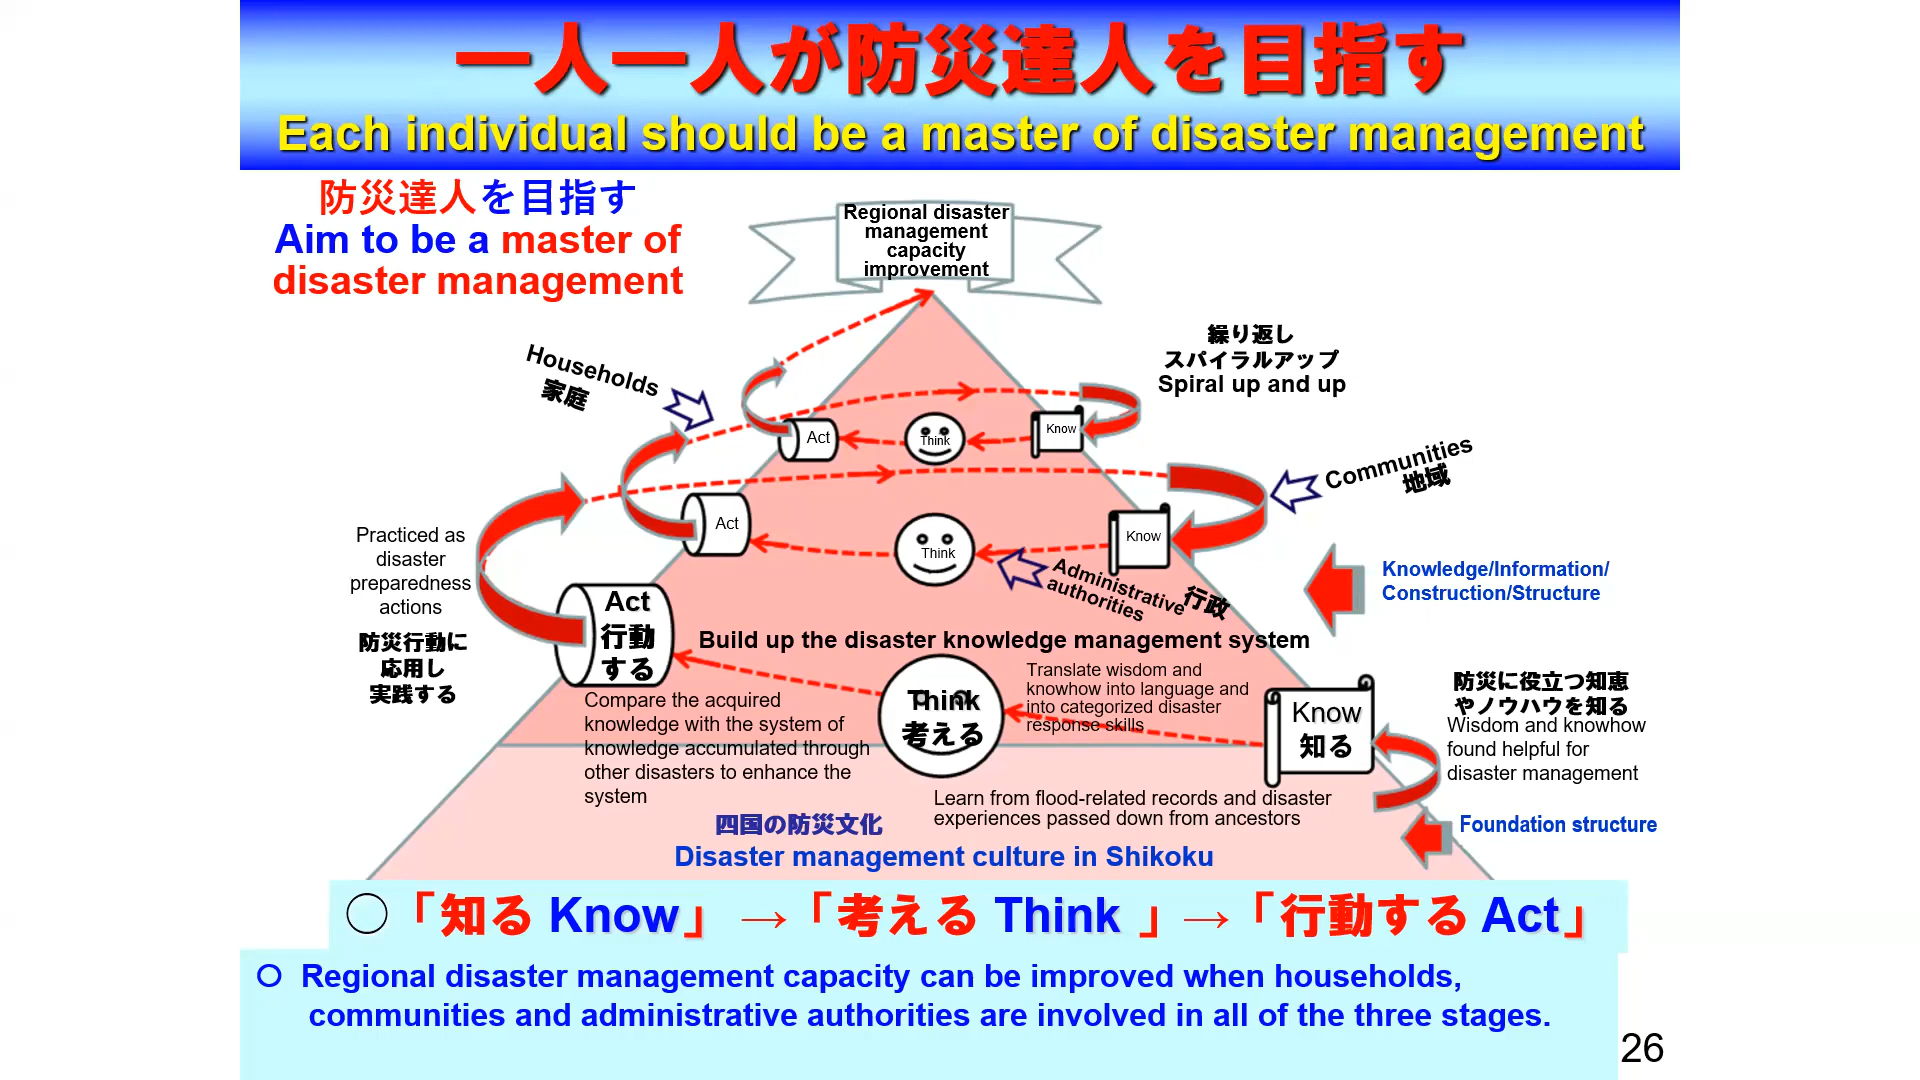 一人一人が防災達人を目指す
Each individual should be a master of disaster management
防災達人を目指す
Aim to be a master of
disaster management
Regional disaster
management
capacity
improvement
Households
家庭
繰り返し
スパイラルアップ
Spiral up and up
Act
Think
Know
Communities
地域
Act
Think
Know
Administrative 行政
authorities
Practiced as
disaster
preparedness
actions
防災行動に
応用し
実践する
Knowledge/Information/
Construction/Structure
Act
行動
する
Build up the disaster knowledge management system
Think
考える
Translate wisdom and
knowhow into language and
into categorized disaster
response skills
Know
知る
防災に役立つ知恵
やノウハウを知る
Wisdom and knowhow
found helpful for
disaster management
Compare the acquired
knowledge with the system of
knowledge accumulated through
other disasters to enhance the
system
Learn from flood-related records and disaster
experiences passed down from ancestors
Foundation structure
四国の防災文化
Disaster management culture in Shikoku
○「知る Know」→「考える Think 」→「行動する Act」
○ Regional disaster management capacity can be improved when households,
communities and administrative authorities are involved in all of the three stages.
26